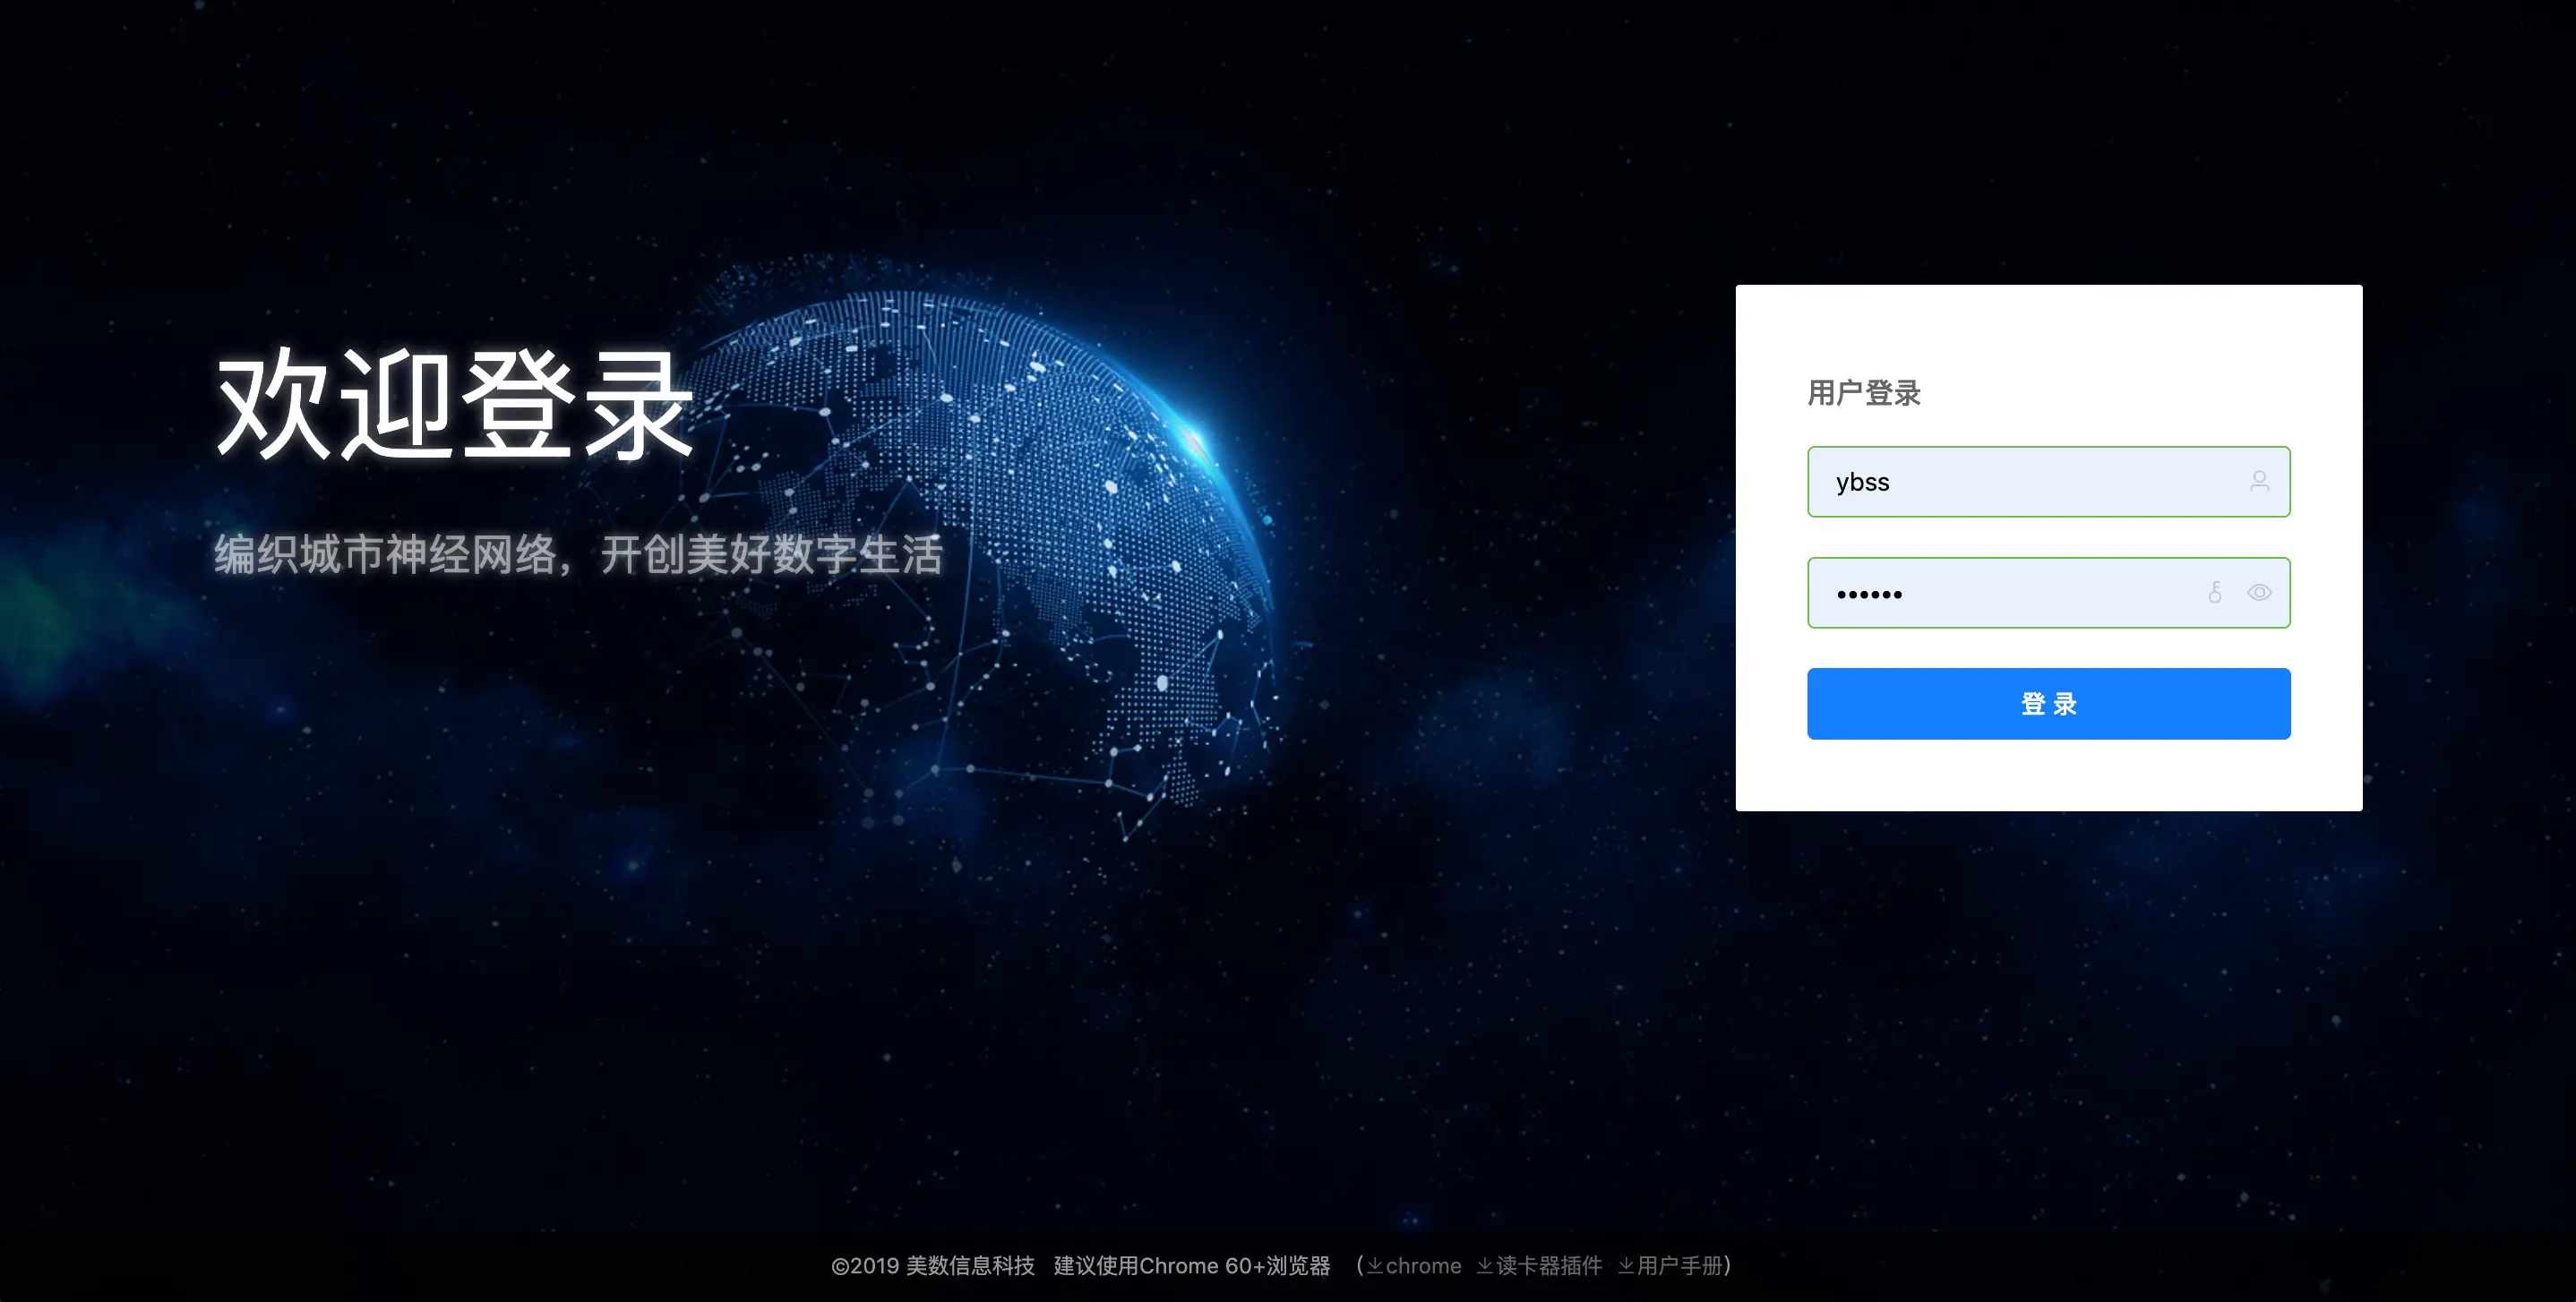 欢迎登录
编织城市神经网络，开创美好数字生活
用户登录
ybss
••••••
登 录
©2019 美数信息科技 建议使用Chrome 60+浏览器 (chrome 读卡器插件 用户手册)